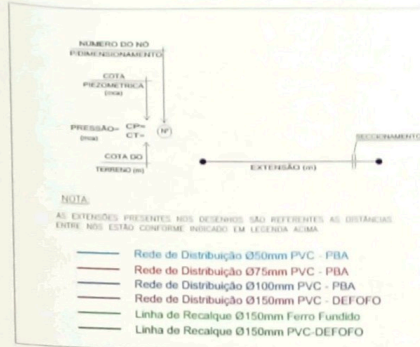 NÚMERO DO NÓ
P/DIMENSIONAMENTO
COTA
PIEZOMETRICA
(mca)
PRESSÃO= CP=
(mca) CT=
(Nº)
COTA DO
TERRENO (m)
SECCIONAMENTO
EXTENSÃO (m)
NOTA:
AS EXTENSÕES PRESENTES NOS DESENHOS SÃO REFERENTES AS DISTÂNCIAS
ENTRE NÓS ESTÃO CONFORME INDICADO EM LEGENDA ACIMA
Rede de Distribuição Ø50mm PVC - PBA
Rede de Distribuição Ø75mm PVC - PBA
Rede de Distribuição Ø100mm PVC - PBA
Rede de Distribuição Ø150mm PVC - DEFOFO
Linha de Recalque Ø150mm Ferro Fundido
Linha de Recalque Ø150mm PVC-DEFOFO